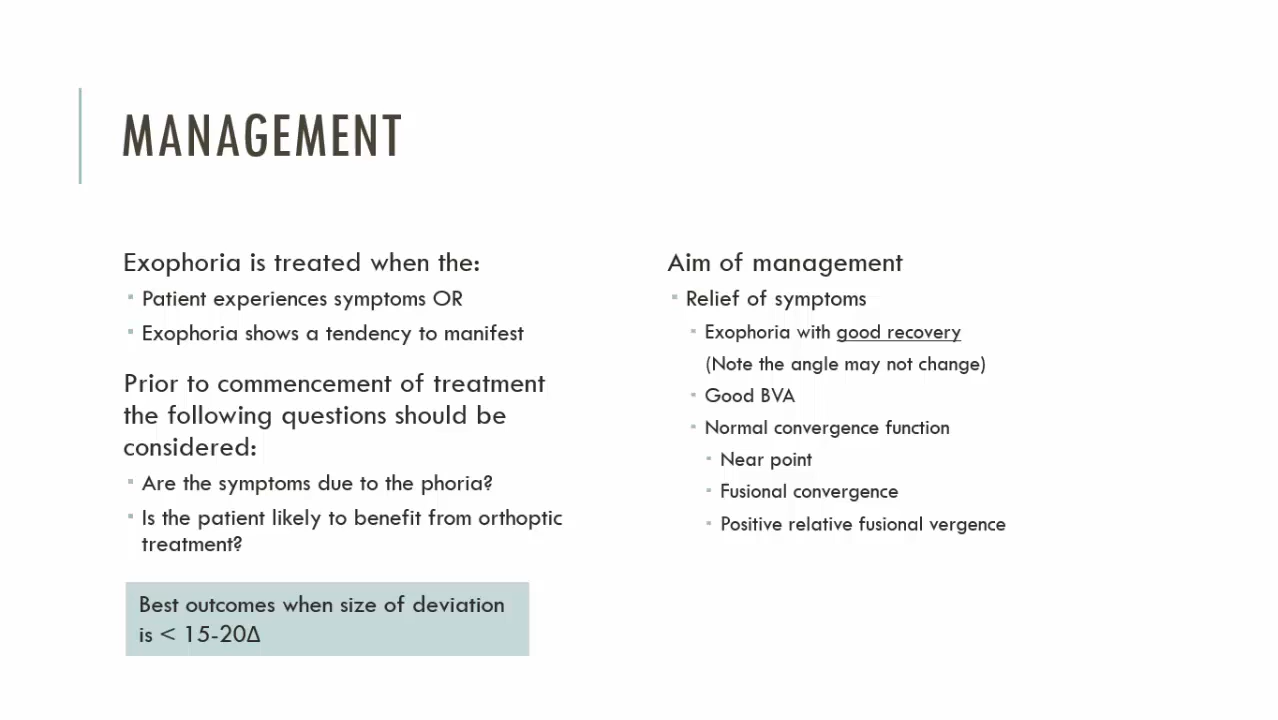 MANAGEMENT
Exophoria is treated when the:
▪ Patient experiences symptoms OR
▪ Exophoria shows a tendency to manifest
Prior to commencement of treatment
the following questions should be
considered:
▪ Are the symptoms due to the phoria?
▪ Is the patient likely to benefit from orthoptic
treatment?
Best outcomes when size of deviation
is < 15-20Δ
Aim of management
▪ Relief of symptoms
▪ Exophoria with good recovery
(Note the angle may not change)
▪ Good BVA
▪ Normal convergence function
▪ Near point
▪ Fusional convergence
▪ Positive relative fusional vergence